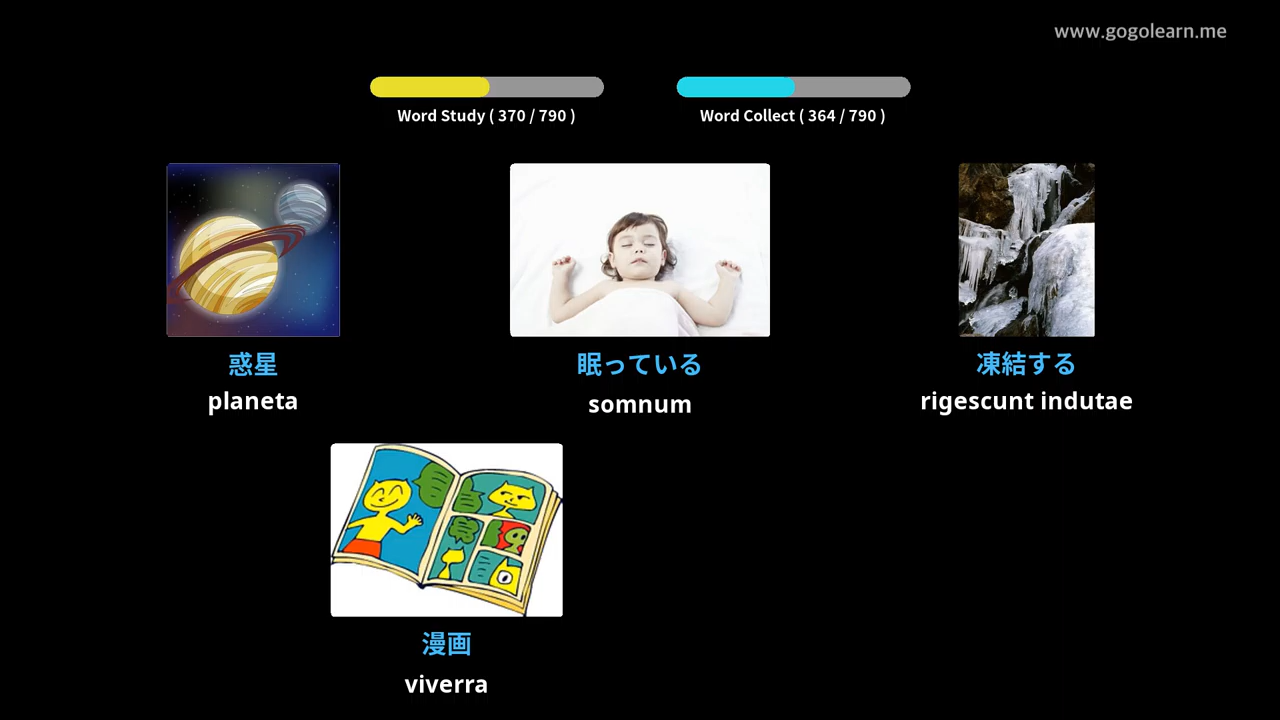 www.gogolearn.me
Word Study ( 370 / 790 )
Word Collect ( 364 / 790 )
惑星
planeta
眠っている
somnum
凍結する
rigescunt indutae
漫画
viverra